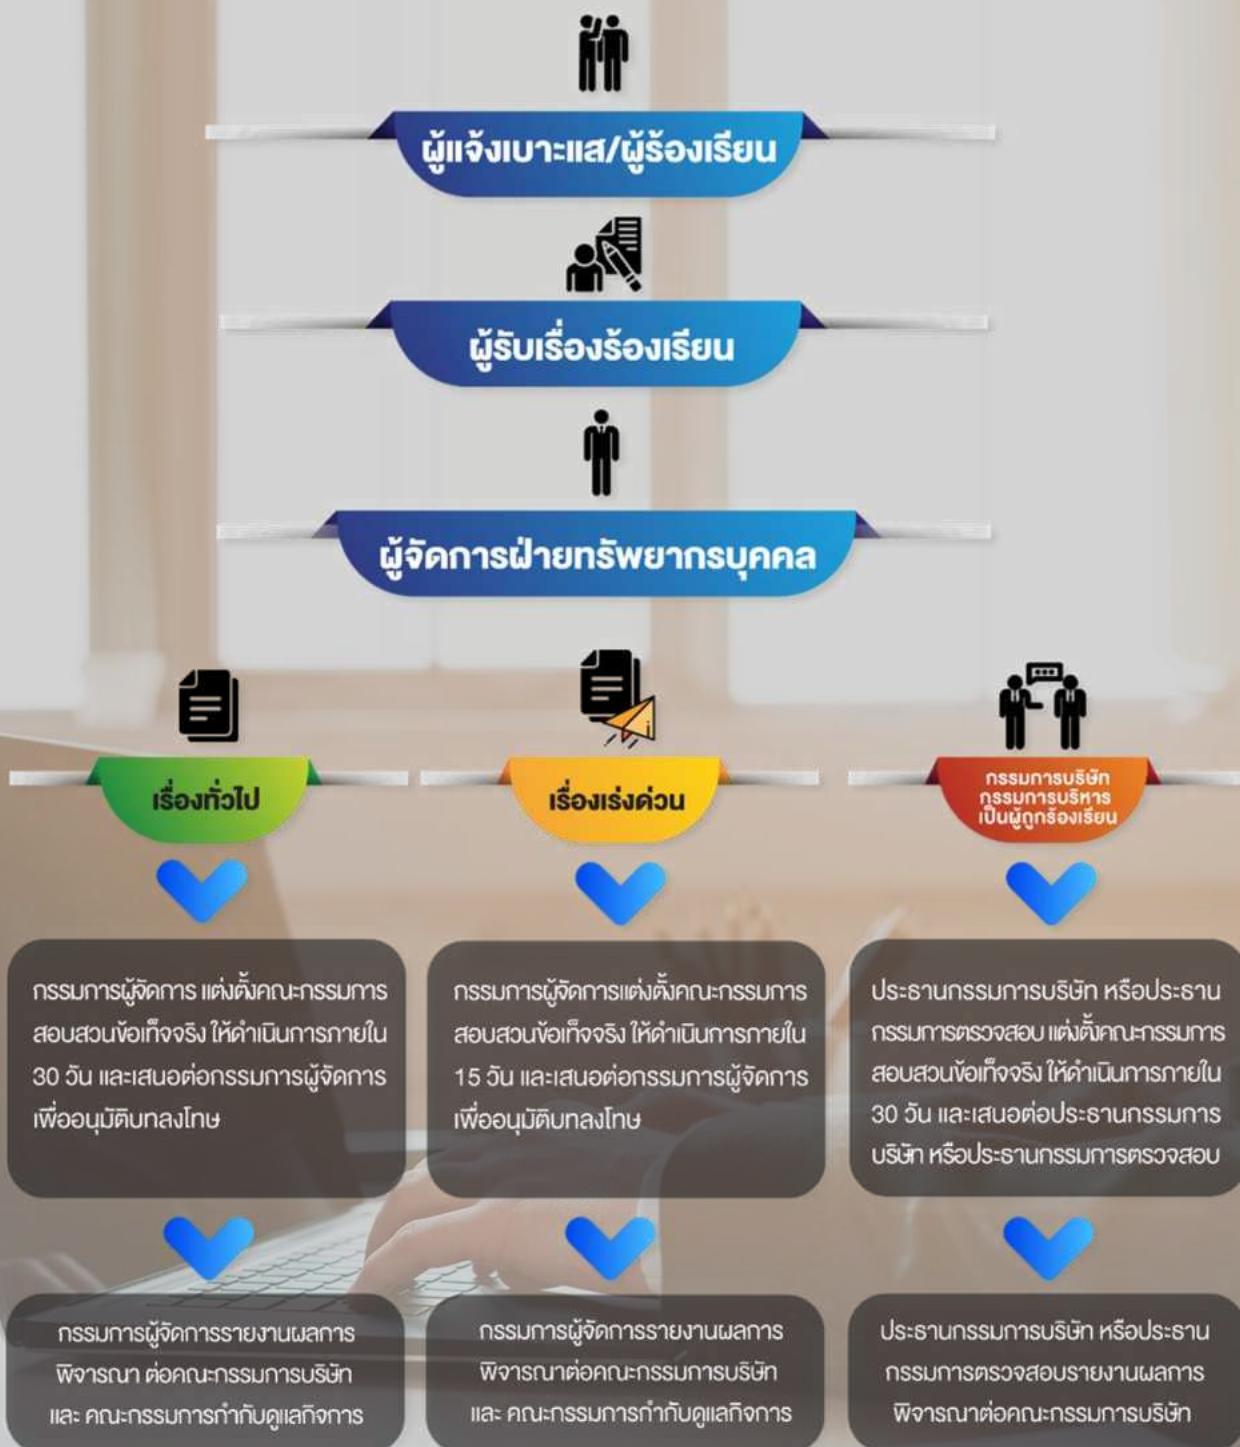 ผู้แจ้งเบาะแส/ผู้ร้องเรียน
ผู้รับเรื่องร้องเรียน
ผู้จัดการฝ่ายทรัพยากรบุคคล
เรื่องทั่วไป
กรรมการผู้จัดการ แต่งตั้งคณะกรรมการ
สอบสวนข้อเท็จจริง ให้ดำเนินการภายใน
30 วัน และเสนอต่อกรรมการผู้จัดการ
เพื่ออนุมัติบทลงโทษ
กรรมการผู้จัดการรายงานผลการ
พิจารณา ต่อคณะกรรมการบริษัท
และ คณะกรรมการกำกับดูแลกิจการ
เรื่องเร่งด่วน
กรรมการผู้จัดการแต่งตั้งคณะกรรมการ
สอบสวนข้อเท็จจริง ให้ดำเนินการภายใน
15 วัน และเสนอต่อกรรมการผู้จัดการ
เพื่ออนุมัติบทลงโทษ
กรรมการผู้จัดการรายงานผลการ
พิจารณาต่อคณะกรรมการบริษัท
และ คณะกรรมการกำกับดูแลกิจการ
กรรมการบริษัท
กรรมการบริหาร
เป็นผู้ถูกร้องเรียน
ประธานกรรมการบริษัท หรือประธาน
กรรมการตรวจสอบ แต่งตั้งคณะกรรมการ
สอบสวนข้อเท็จจริง ให้ดำเนินการภายใน
30 วัน และเสนอต่อประธานกรรมการ
บริษัท หรือประธานกรรมการตรวจสอบ
ประธานกรรมการบริษัท หรือประธาน
กรรมการตรวจสอบรายงานผลการ
พิจารณาต่อคณะกรรมการบริษัท